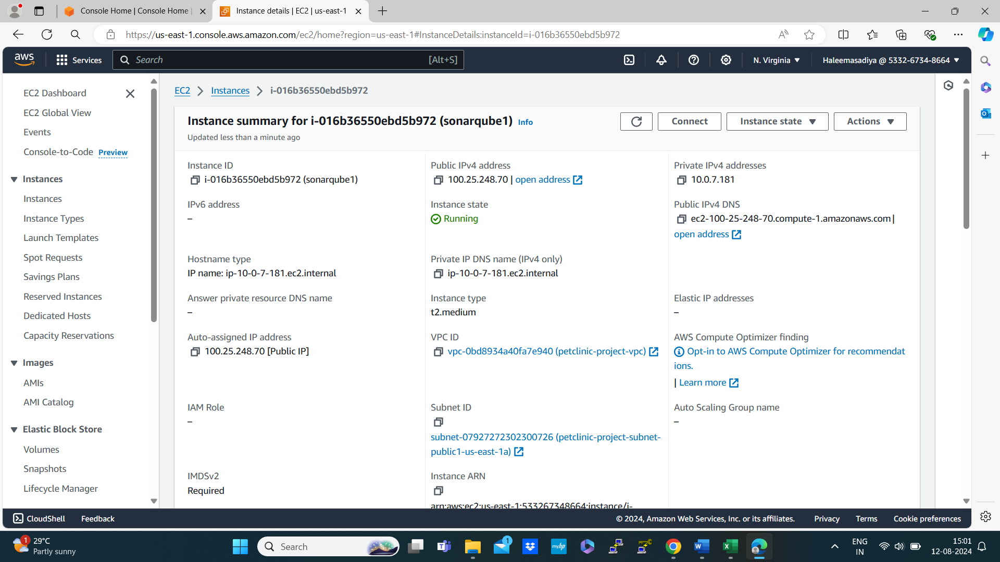 Console Home | Console Home |
Instance details | EC2 | us-east-1
https://us-east-1.console.aws.amazon.com/ec2/home?region=us-east-1#InstanceDetails:instanceId=i-016b36550ebd5b972
aws
Services
Search
[Alt+S]
N. Virginia
Haleemasadiya @ 5332-6734-8664
EC2 Dashboard
EC2 Global View
Events
Console-to-Code Preview
Instances
Instances
Instance Types
Launch Templates
Spot Requests
Savings Plans
Reserved Instances
Dedicated Hosts
Capacity Reservations
Images
AMIs
AMI Catalog
Elastic Block Store
Volumes
Snapshots
Lifecycle Manager
EC2 > Instances > i-016b36550ebd5b972
Instance summary for i-016b36550ebd5b972 (sonarqube1) Info
Updated less than a minute ago
Connect
Instance state
Actions
Instance ID
i-016b36550ebd5b972 (sonarqube1)
Public IPv4 address
100.25.248.70 | open address
Private IPv4 addresses
10.0.7.181
IPv6 address
–
Instance state
Running
Public IPv4 DNS
ec2-100-25-248-70.compute-1.amazonaws.com |
open address
Hostname type
IP name: ip-10-0-7-181.ec2.internal
Private IP DNS name (IPv4 only)
ip-10-0-7-181.ec2.internal
Answer private resource DNS name
–
Instance type
t2.medium
Elastic IP addresses
–
Auto-assigned IP address
100.25.248.70 [Public IP]
VPC ID
vpc-0bd8934a40fa7e940 (petclinic-project-vpc)
AWS Compute Optimizer finding
Opt-in to AWS Compute Optimizer for recommendat
ions.
| Learn more
IAM Role
–
Subnet ID
subnet-07927272302300726 (petclinic-project-subnet-
public1-us-east-1a)
Auto Scaling Group name
–
IMDSv2
Required
Instance ARN
arn:aws:ec2:us-east-1:533267348664:instance/i-
CloudShell
Feedback
© 2024, Amazon Web Services, Inc. or its affiliates.
Privacy
Terms
Cookie preferences
1
29°C
Partly sunny
Search
1
myhp
ENG
IN
15:01
12-08-2024